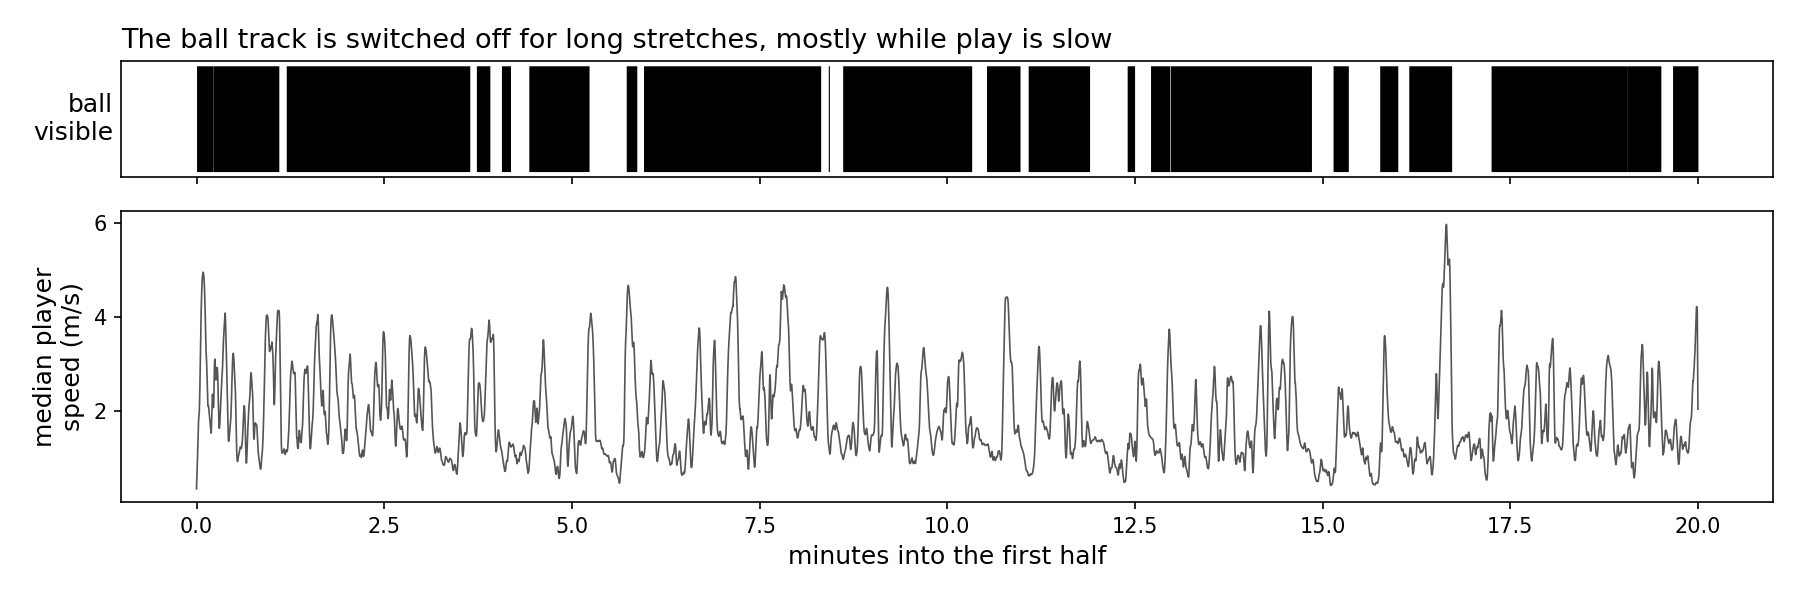 The ball track is switched off for long stretches, mostly while play is slow
ball
visible
median player
speed (m/s)
6
4
2
0.0 2.5 5.0 7.5 10.0 12.5 15.0 17.5 20.0
minutes into the first half